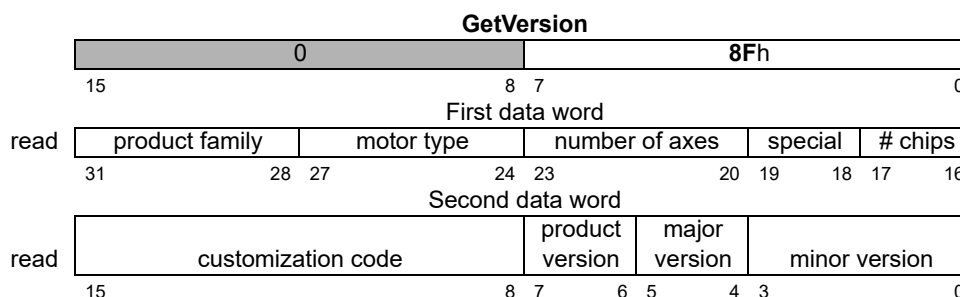 GetVersion
0 8Fh
15 8 7 0
First data word
read product family motor type number of axes special # chips
31 28 27 24 23 20 19 18 17 16
Second data word
product major
read customization code version version minor version
15 8 7 6 5 4 3 0